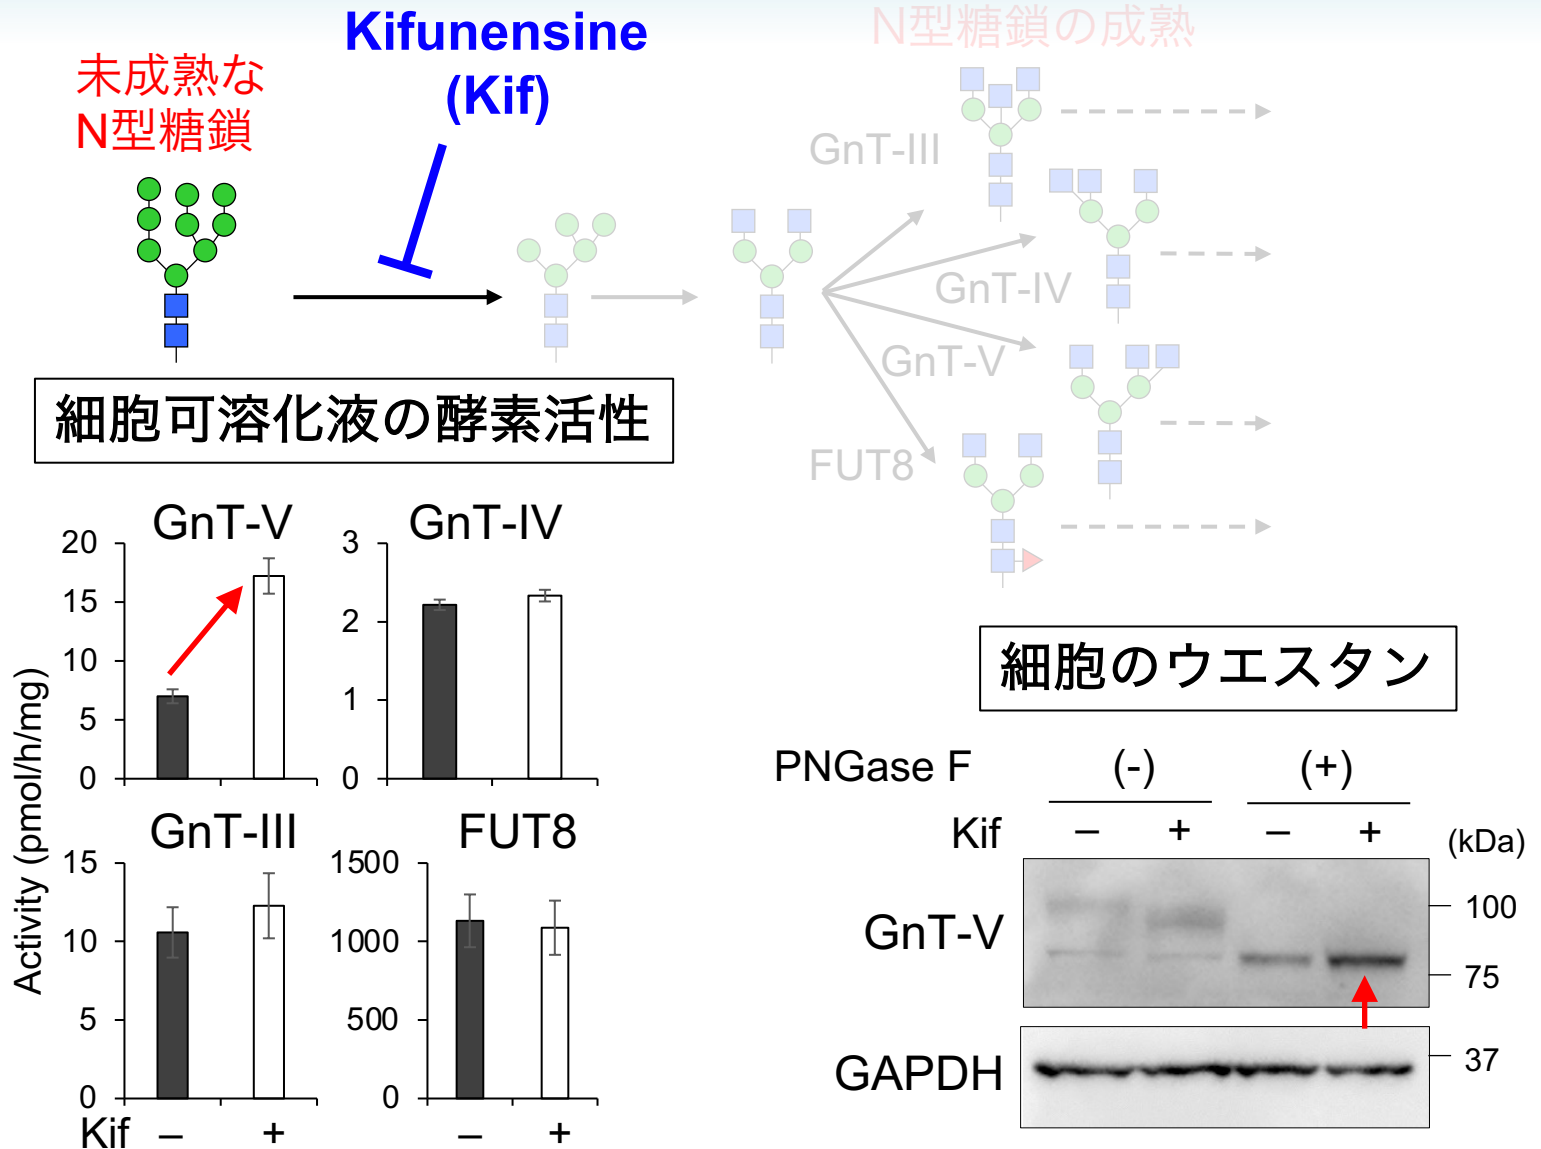 Kifunensine
(Kif)
N型糖鎖の成熟
未成熟な
N型糖鎖
GnT-III
GnT-IV
GnT-V
FUT8
細胞可溶化液の酵素活性
Activity (pmol/h/mg)
GnT-V
20
15
10
5
0
GnT-IV
3
2
1
0
GnT-III
15
10
5
0
FUT8
1500
1000
500
0
Kif – + – +
細胞のウエスタン
PNGase F (-) (+)
Kif – + – + (kDa)
GnT-V
100
75
GAPDH
37